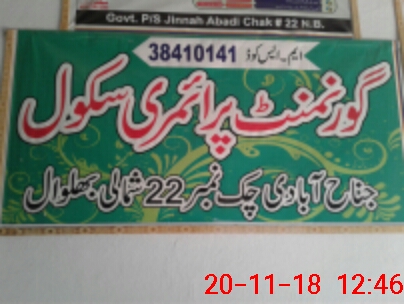 Govt. P/S Jinnah Abadi Chak # 22 N.B.
ایم۔ایس کوڈ 38410141
گورنمنٹ پرائمری سکول
جناح آبادی چک نمبر 22 شمالی بھلوال
20-11-18 12:46